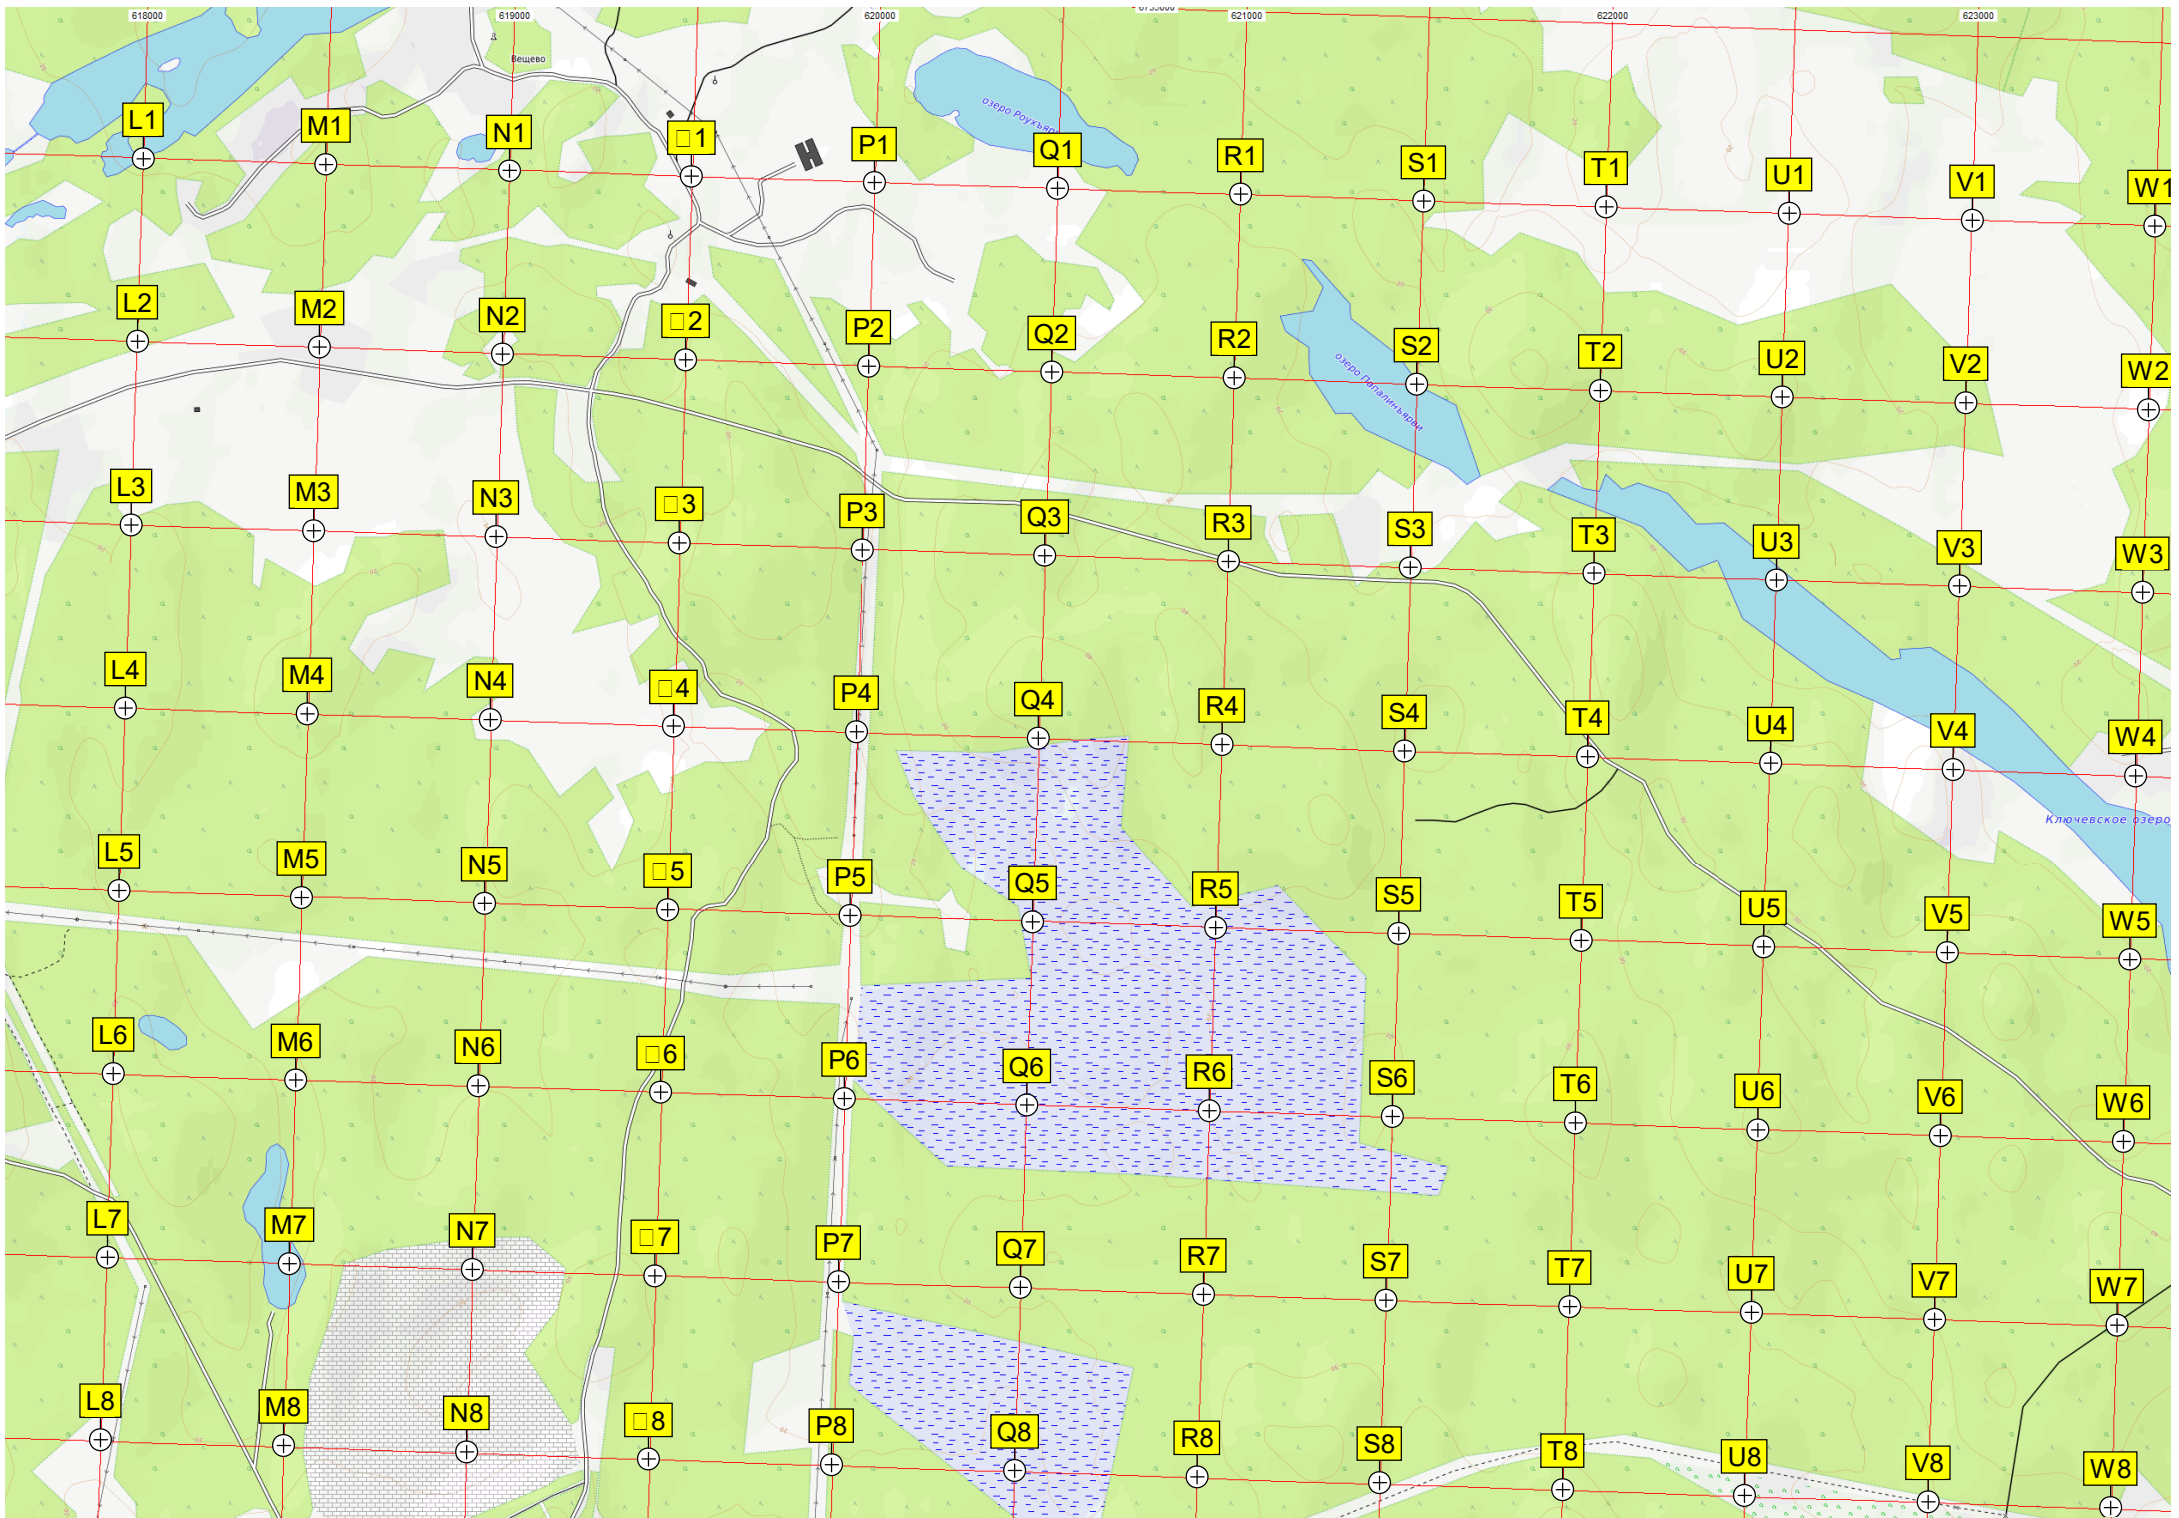 618000 619000 620000 621000 622000 623000
Вещево
озеро Роухъярви
L1 M1 N1 □1 P1 Q1 R1 S1 T1 U1 V1 W1
L2 M2 N2 □2 P2 Q2 R2 S2 T2 U2 V2 W2
озеро Папалинъярви
L3 M3 N3 □3 P3 Q3 R3 S3 T3 U3 V3 W3
L4 M4 N4 □4 P4 Q4 R4 S4 T4 U4 V4 W4
Ключевское озеро
L5 M5 N5 □5 P5 Q5 R5 S5 T5 U5 V5 W5
L6 M6 N6 □6 P6 Q6 R6 S6 T6 U6 V6 W6
L7 M7 N7 □7 P7 Q7 R7 S7 T7 U7 V7 W7
L8 M8 N8 □8 P8 Q8 R8 S8 T8 U8 V8 W8